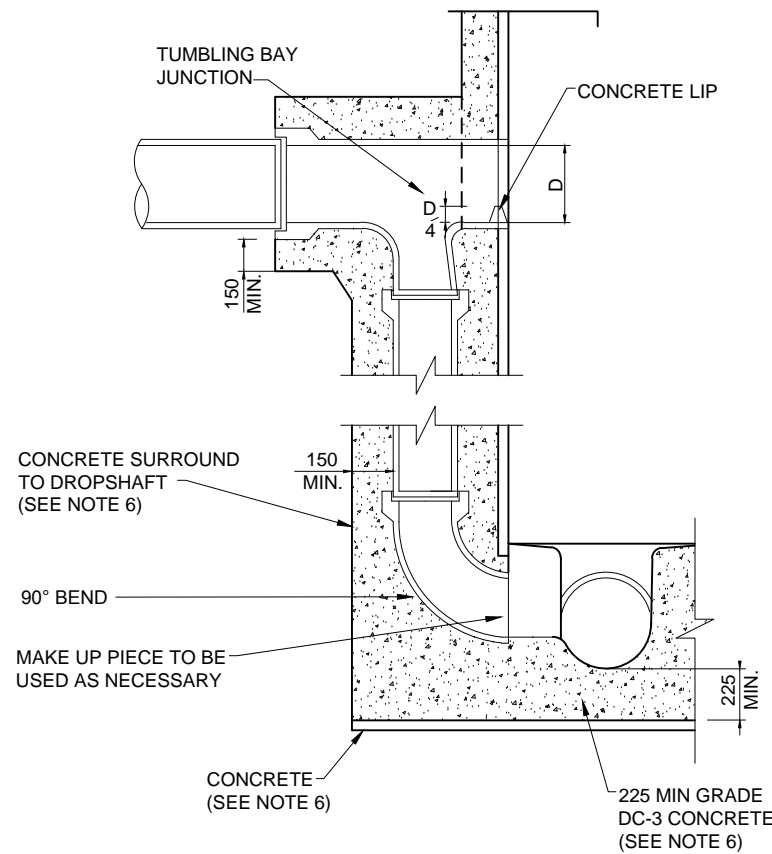 TUMBLING BAY
JUNCTION
CONCRETE LIP
D
D
4
150
MIN.
CONCRETE SURROUND
TO DROPSHAFT
(SEE NOTE 6)
150
MIN.
90° BEND
MAKE UP PIECE TO BE
USED AS NECESSARY
225
MIN.
CONCRETE
(SEE NOTE 6)
225 MIN GRADE
DC-3 CONCRETE
(SEE NOTE 6)